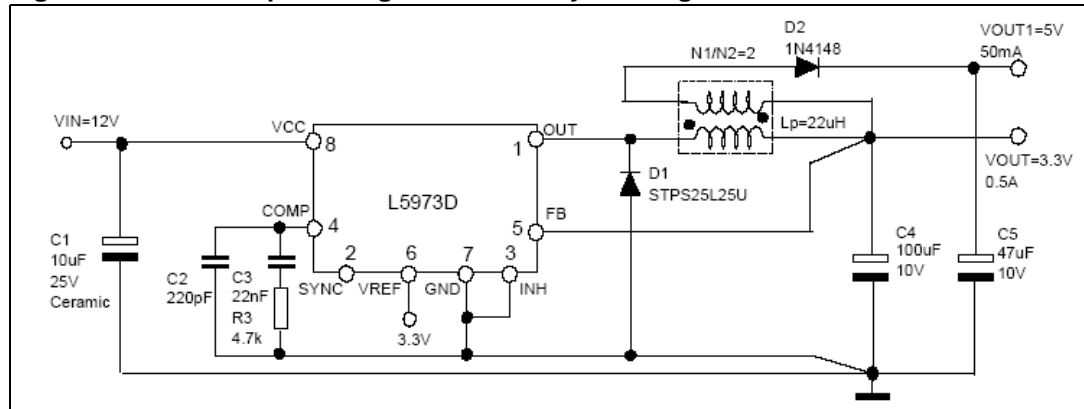 D2
1N4148
VOUT1=5V
50mA
N1/N2=2
VIN=12V
VCC
8
OUT
1
Lp=22uH
VOUT=3.3V
0.5A
D1
STPS25L25U
L5973D
COMP
4
FB
5
C1
10uF
25V
Ceramic
C2
220pF
C3
22nF
R3
4.7k
2
SYNC
6
VREF
3.3V
7
GND
3
INH
C4
100uF
10V
C5
47uF
10V